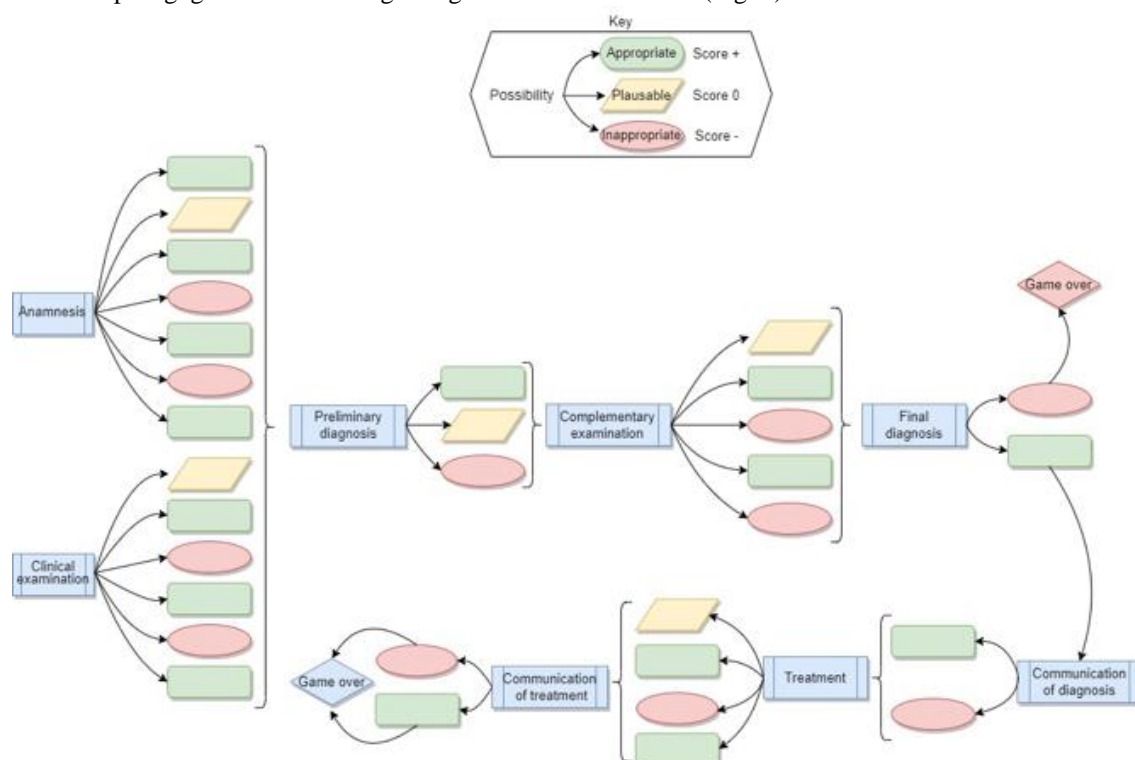 Key
Possibility
Appropriate Score +
Plausable Score 0
Inappropriate Score -
Anamnesis
Clinical
examination
Preliminary
diagnosis
Complementary
examination
Final
diagnosis
Game over
Communication
of diagnosis
Treatment
Communication
of treatment
Game over